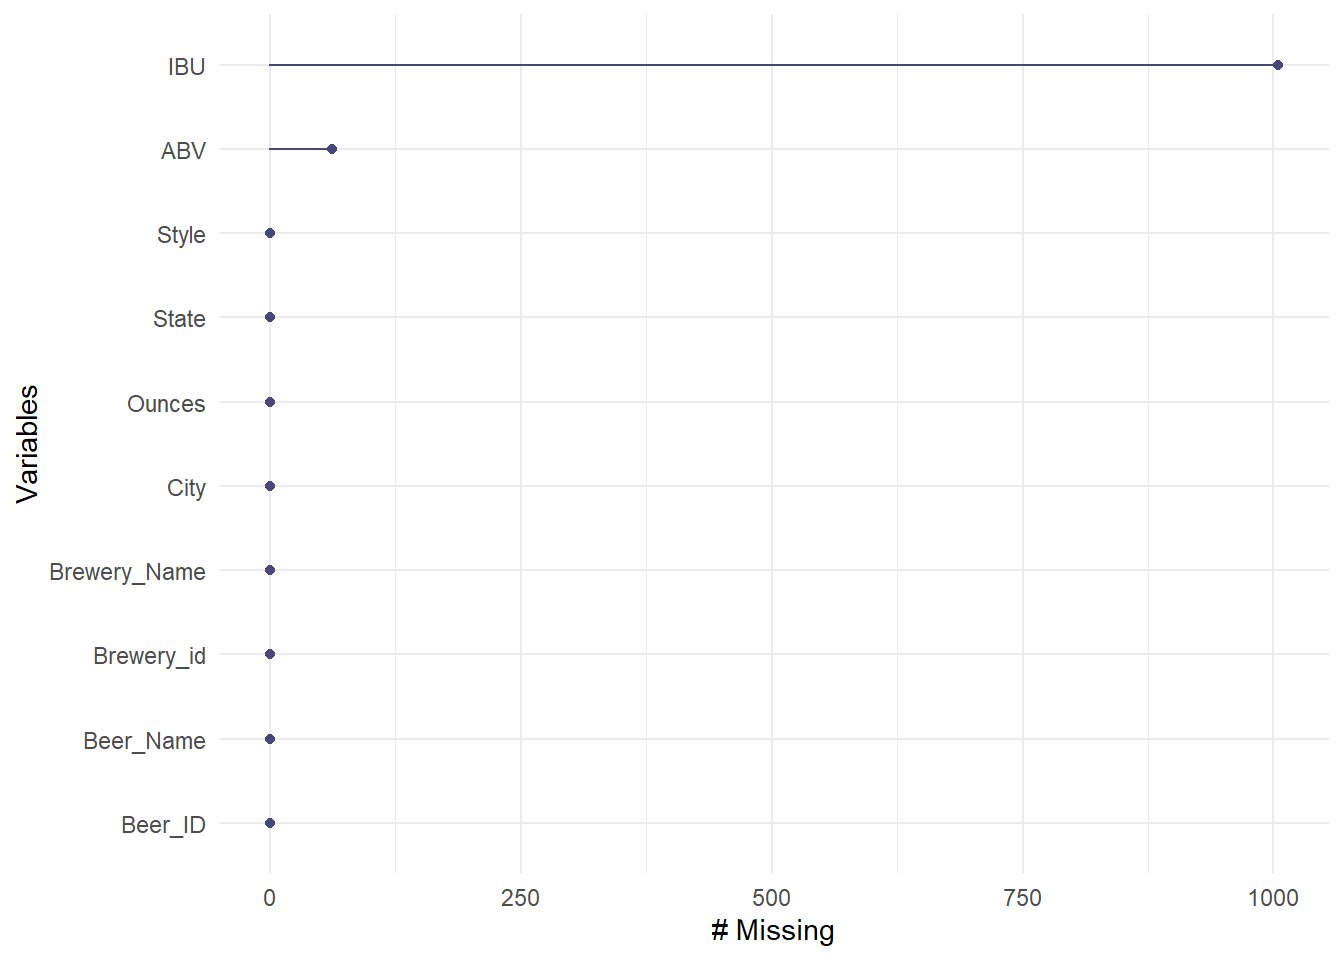 IBU
ABV
Style
State
Ounces
City
Brewery_Name
Brewery_id
Beer_Name
Beer_ID
Variables
0 250 500 750 1000
# Missing